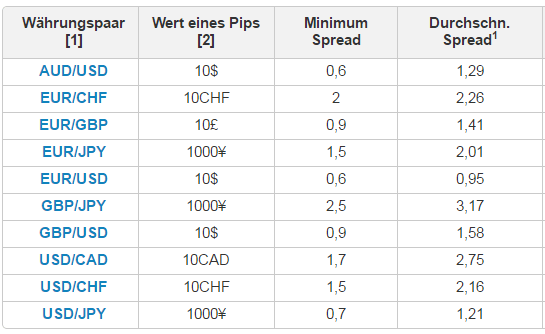 Währungspaar Wert eines Pips Minimum Durchschn.
[1] [2] Spread Spread¹
AUD/USD 10$ 0,6 1,29
EUR/CHF 10CHF 2 2,26
EUR/GBP 10£ 0,9 1,41
EUR/JPY 1000¥ 1,5 2,01
EUR/USD 10$ 0,6 0,95
GBP/JPY 1000¥ 2,5 3,17
GBP/USD 10$ 0,9 1,58
USD/CAD 10CAD 1,7 2,75
USD/CHF 10CHF 1,5 2,16
USD/JPY 1000¥ 0,7 1,21